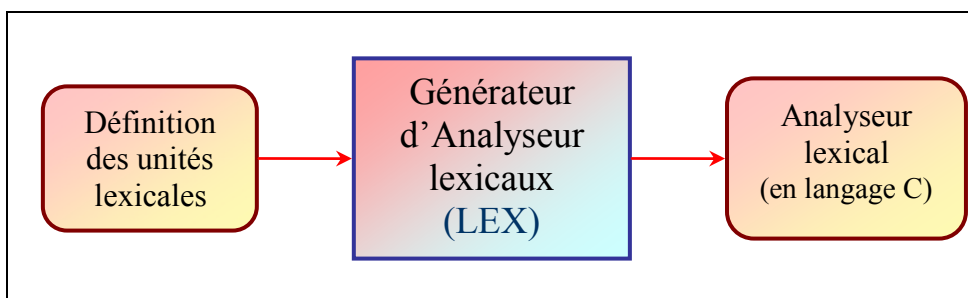 Définition
des unités
lexicales
Générateur
d’Analyseur
lexicaux
(LEX)
Analyseur
lexical
(en langage C)